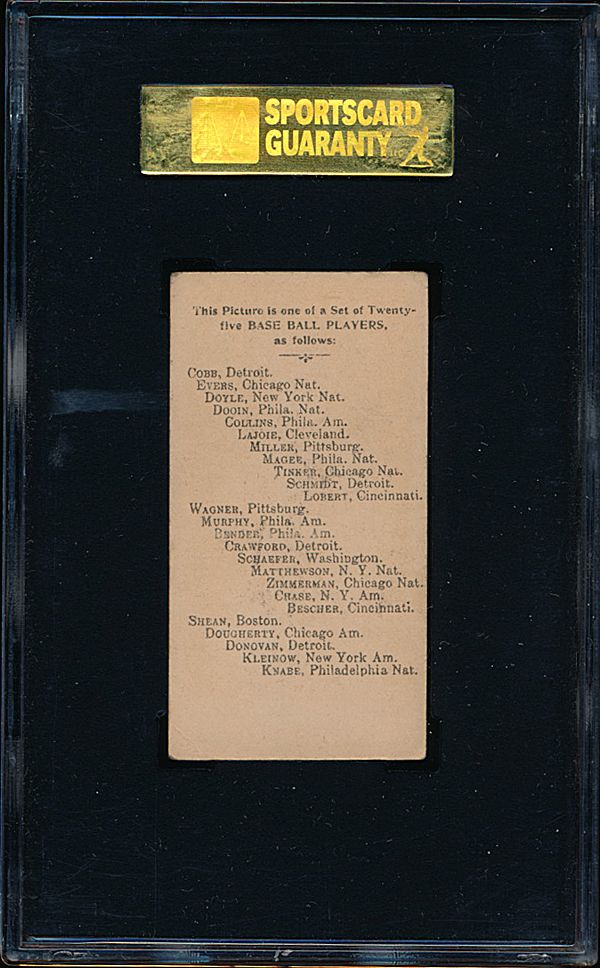 SPORTSCARD
GUARANTY
This Picture is one of a Set of Twenty-
five BASE BALL PLAYERS,
as follows:
COBB, Detroit.
EVERS, Chicago Nat.
DOYLE, New York Nat.
DOOIN, Phila. Nat.
COLLINS, Phila. Am.
LAJOIE, Cleveland.
MILLER, Pittsburg.
MAGEE, Phila. Nat.
TINKER, Chicago Nat.
SCHMIDT, Detroit.
LOBERT, Cincinnati.
WAGNER, Pittsburg.
MURPHY, Phila. Am.
BENDER, Phila. Am.
CRAWFORD, Detroit.
SCHAEFER, Washington.
MATTHEWSON, N. Y. Nat.
ZIMMERMAN, Chicago Nat.
CHASE, N. Y. Am.
BESCHER, Cincinnati.
SHEAN, Boston.
DOUGHERTY, Chicago Am.
DONOVAN, Detroit.
KLEINOW, New York Am.
KNABE, Philadelphia Nat.